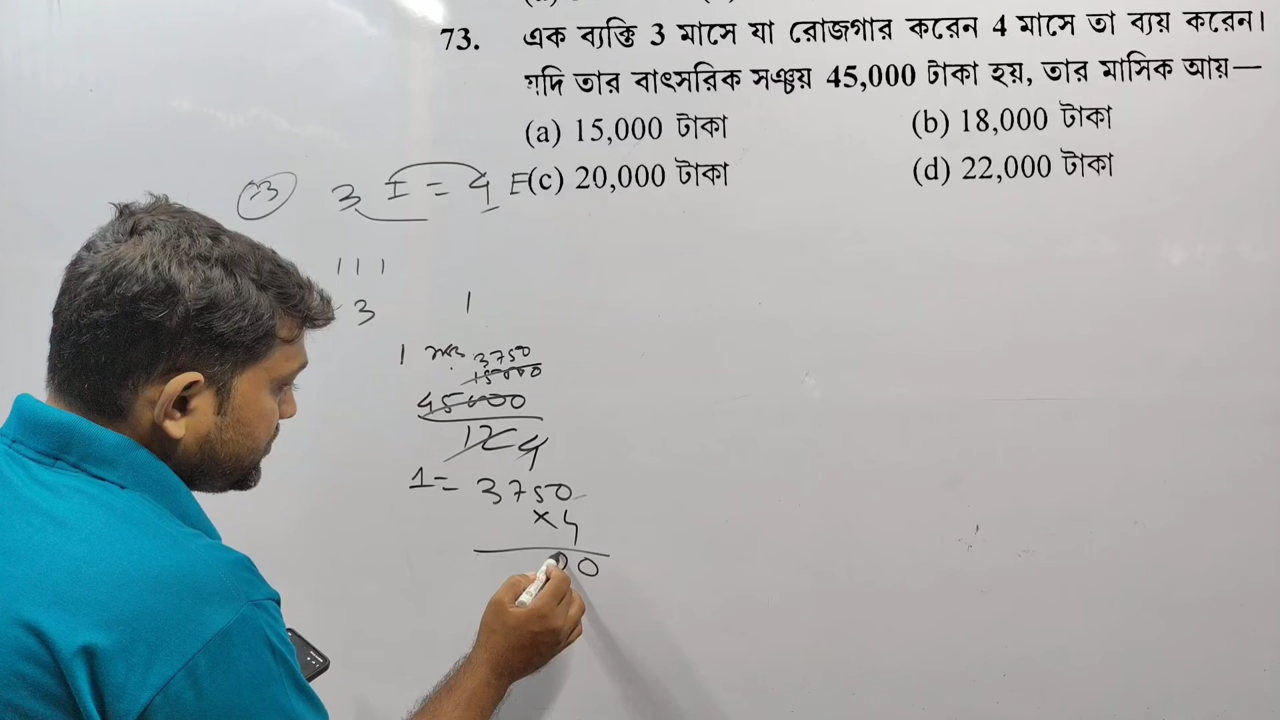 73. এক ব্যক্তি 3 মাসে যা রোজগার করেন 4 মাসে তা ব্যয় করেন।
যদি তার বাৎসরিক সঞ্চয় 45,000 টাকা হয়, তার মাসিক আয়—
(a) 15,000 টাকা (b) 18,000 টাকা
(c) 20,000 টাকা (d) 22,000 টাকা
3 I = 4 E
1 1 1
3 1
1
3750
15000
45000
12 4
1 = 3750
× 4
00